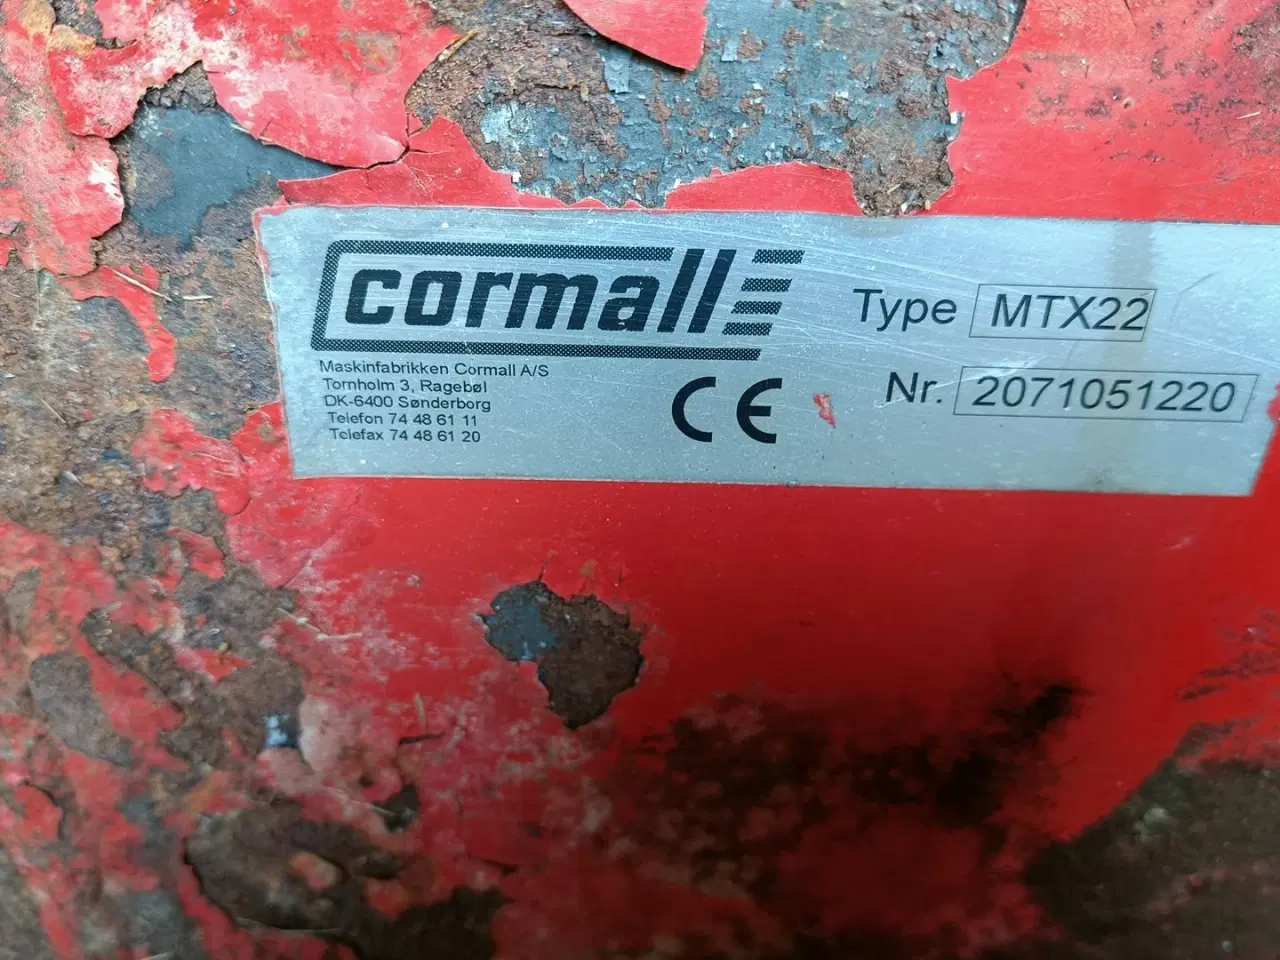 cormall
Maskinfabrikken Cormall A/S
Tornholm 3, Ragebøl
DK-6400 Sønderborg
Telefon 74 48 61 11
Telefax 74 48 61 20
CE
Type MTX22
Nr. 2071051220